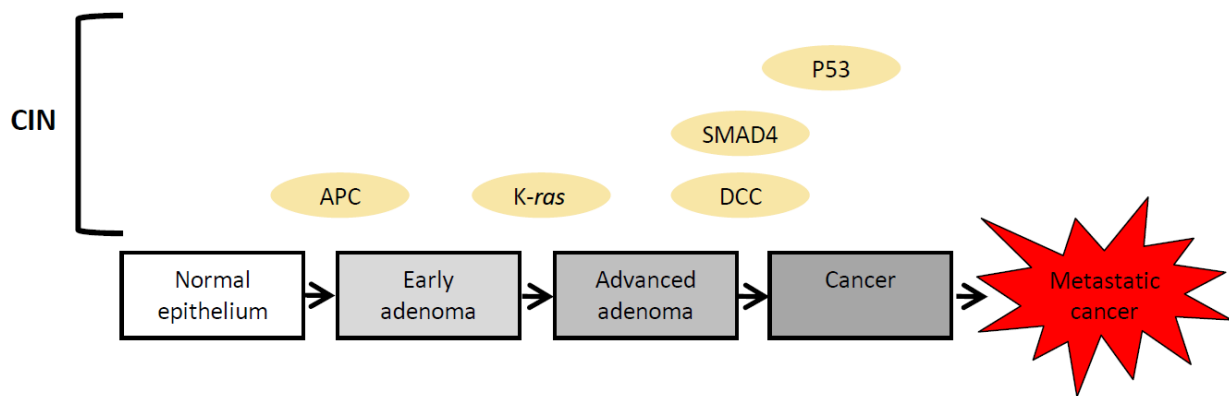 P53
SMAD4
CIN
APC
K-ras
DCC
Normal
epithelium
Early
adenoma
Advanced
adenoma
Cancer
Metastatic
cancer